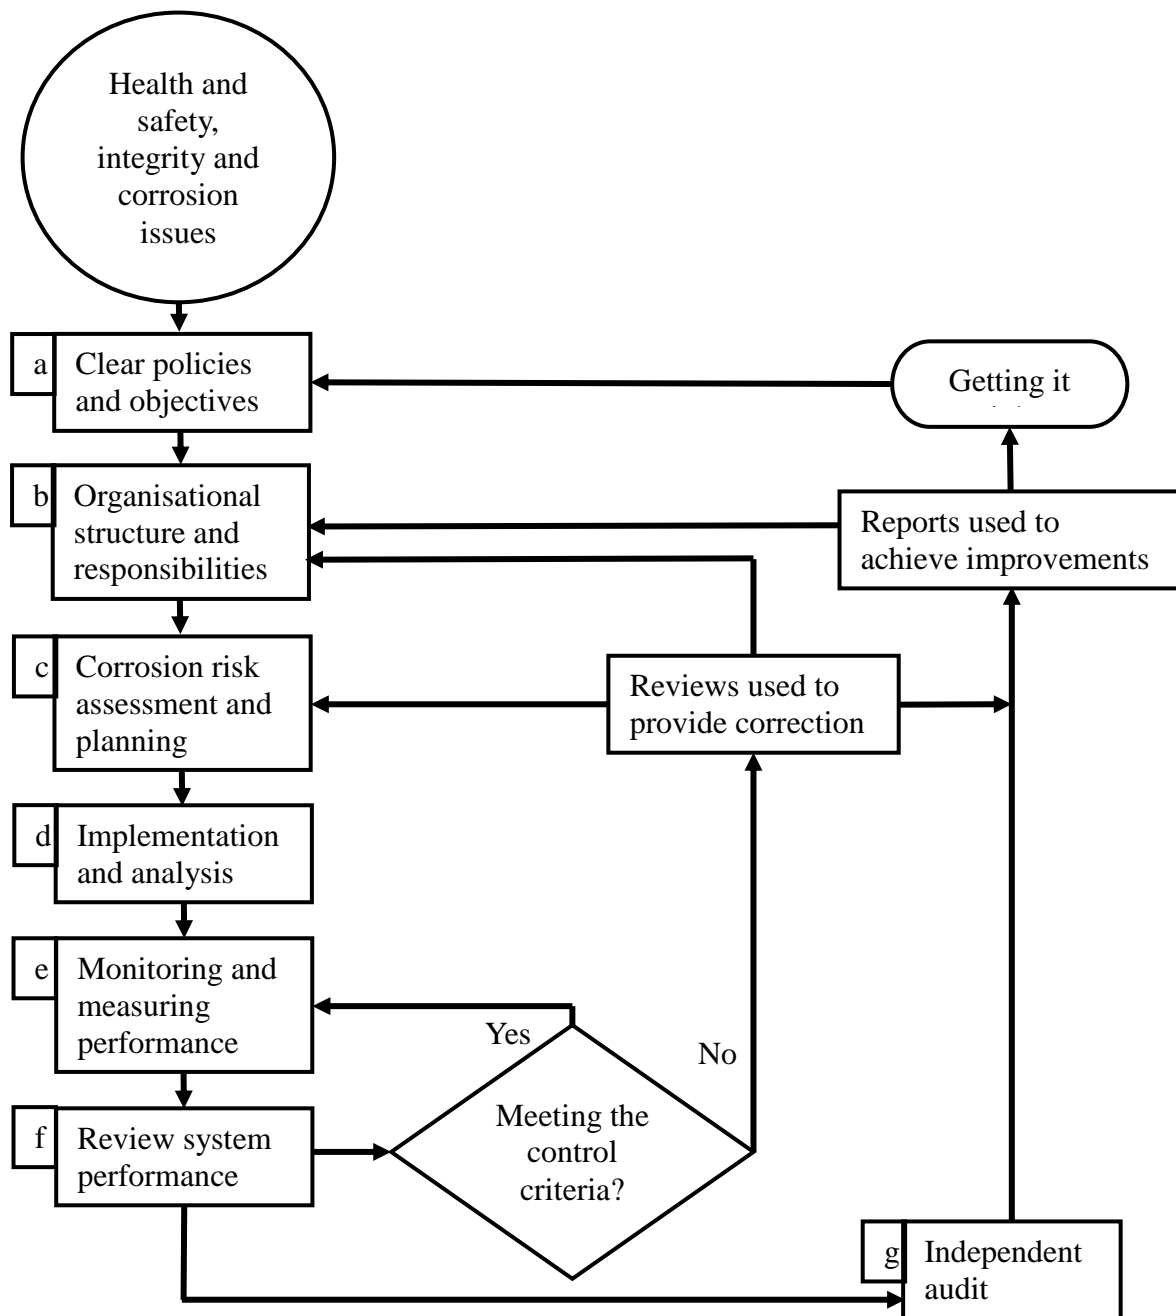 Health and
safety,
integrity and
corrosion
issues
a
Clear policies
and objectives
Getting it
b
Organisational
structure and
responsibilities
Reports used to
achieve improvements
c
Corrosion risk
assessment and
planning
Reviews used to
provide correction
d
Implementation
and analysis
e
Monitoring and
measuring
performance
Yes
No
Meeting the
control
criteria?
f
Review system
performance
g
Independent
audit